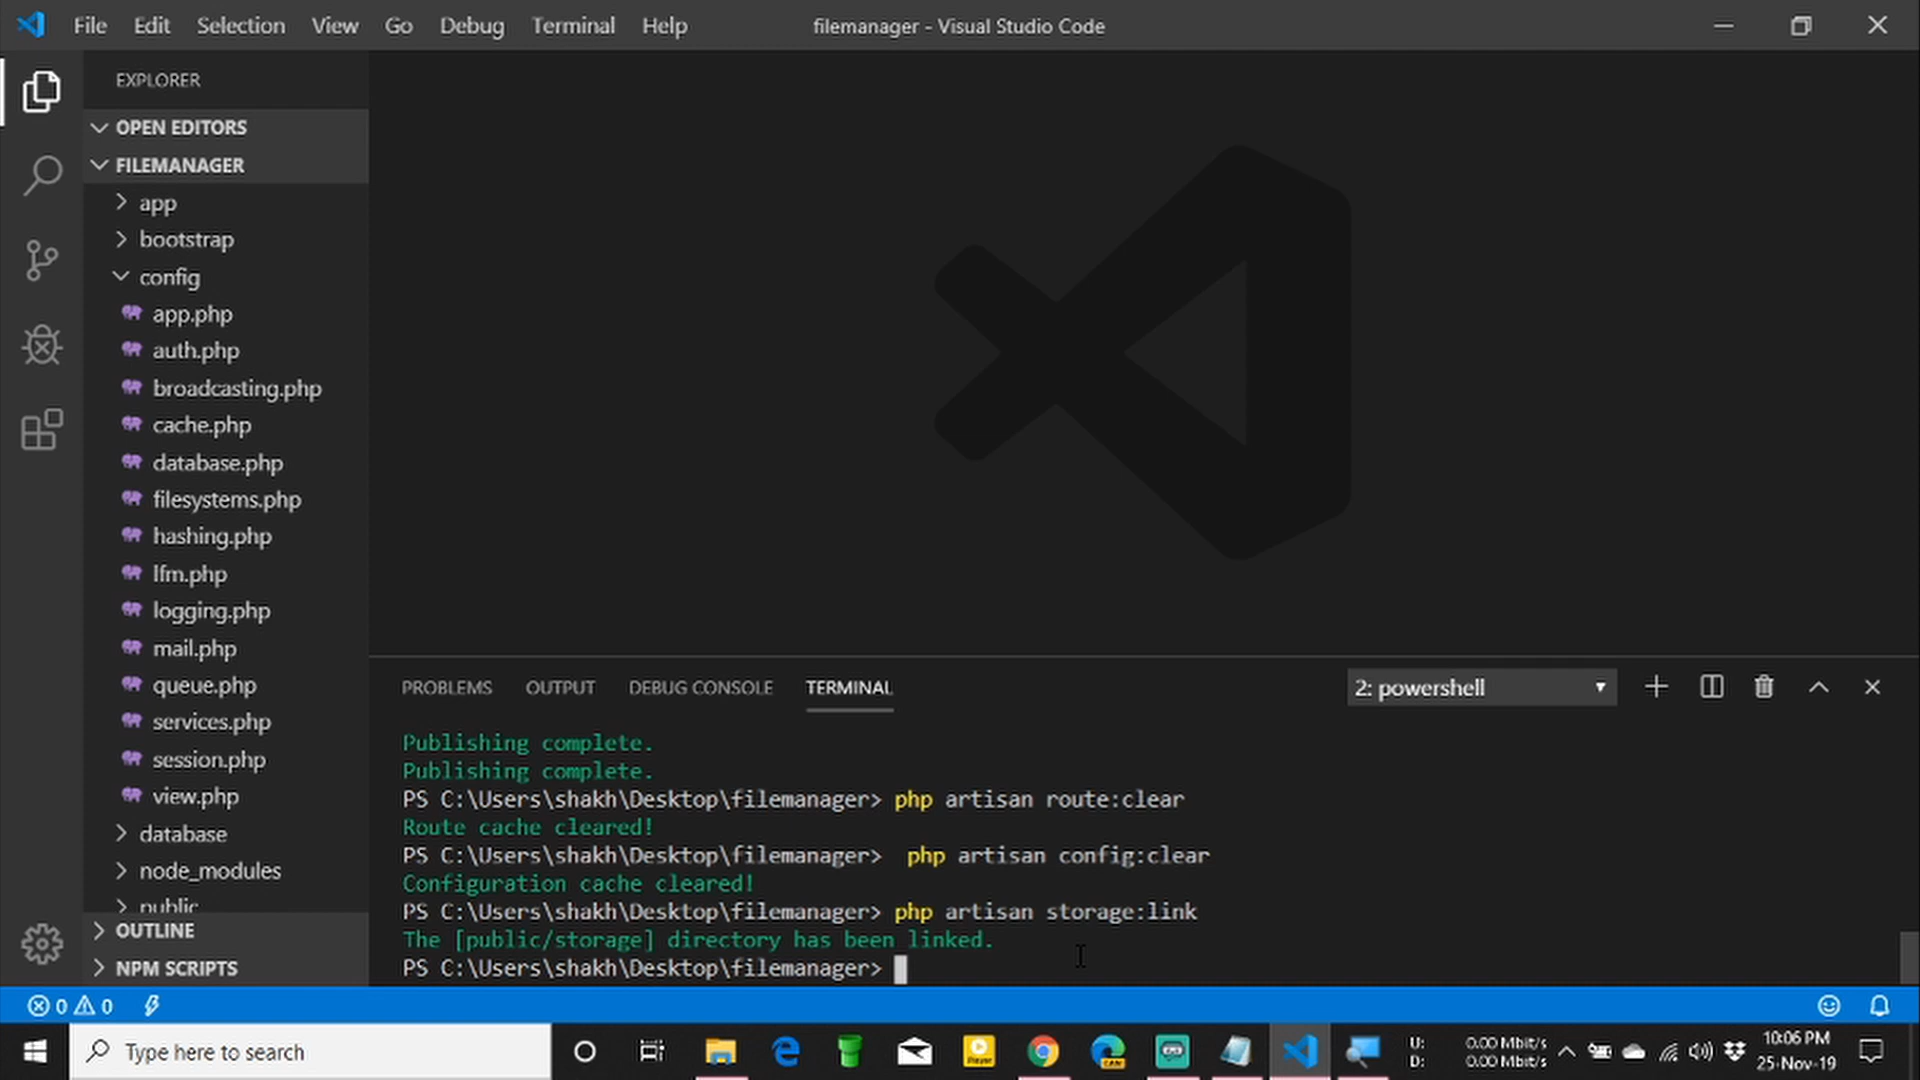 File Edit Selection View Go Debug Terminal Help
filemanager - Visual Studio Code
EXPLORER
OPEN EDITORS
FILEMANAGER
app
bootstrap
config
app.php
auth.php
broadcasting.php
cache.php
database.php
filesystems.php
hashing.php
lfm.php
logging.php
mail.php
queue.php
services.php
session.php
view.php
database
node_modules
public
OUTLINE
NPM SCRIPTS
PROBLEMS OUTPUT DEBUG CONSOLE TERMINAL
2: powershell
Publishing complete.
Publishing complete.
PS C:\Users\shakh\Desktop\filemanager> php artisan route:clear
Route cache cleared!
PS C:\Users\shakh\Desktop\filemanager>  php artisan config:clear
Configuration cache cleared!
PS C:\Users\shakh\Desktop\filemanager> php artisan storage:link
The [public/storage] directory has been linked.
PS C:\Users\shakh\Desktop\filemanager>
0 0
Type here to search
Player
CAN
U: 0.00 Mbit/s
D: 0.00 Mbit/s
10:06 PM
25-Nov-19